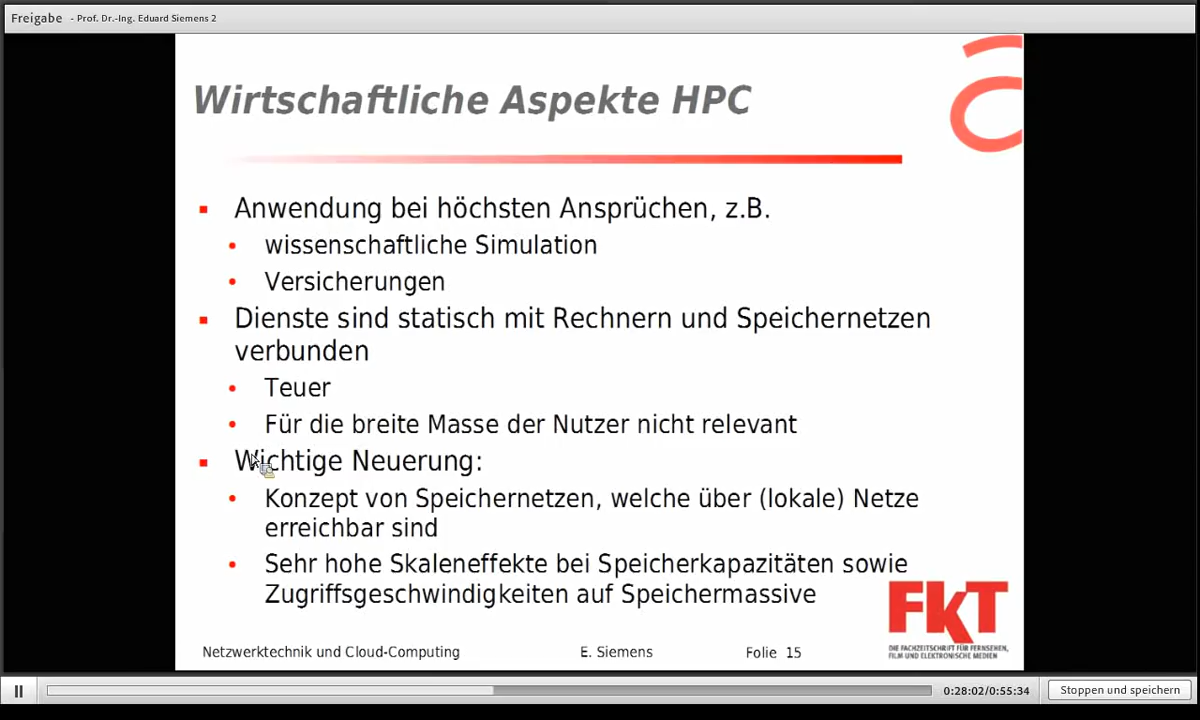 Freigabe - Prof. Dr.-Ing. Eduard Siemens 2
Wirtschaftliche Aspekte HPC
Anwendung bei höchsten Ansprüchen, z.B.
wissenschaftliche Simulation
Versicherungen
Dienste sind statisch mit Rechnern und Speichernetzen
verbunden
Teuer
Für die breite Masse der Nutzer nicht relevant
Wichtige Neuerung:
Konzept von Speichernetzen, welche über (lokale) Netze
erreichbar sind
Sehr hohe Skaleneffekte bei Speicherkapazitäten sowie
Zugriffsgeschwindigkeiten auf Speichermassive
FKT
DIE FACHZEITSCHRIFT FÜR FERNSEHEN,
FILM UND ELEKTRONISCHE MEDIEN
Netzwerktechnik und Cloud-Computing E. Siemens Folie 15
0:28:02/0:55:34 Stoppen und speichern